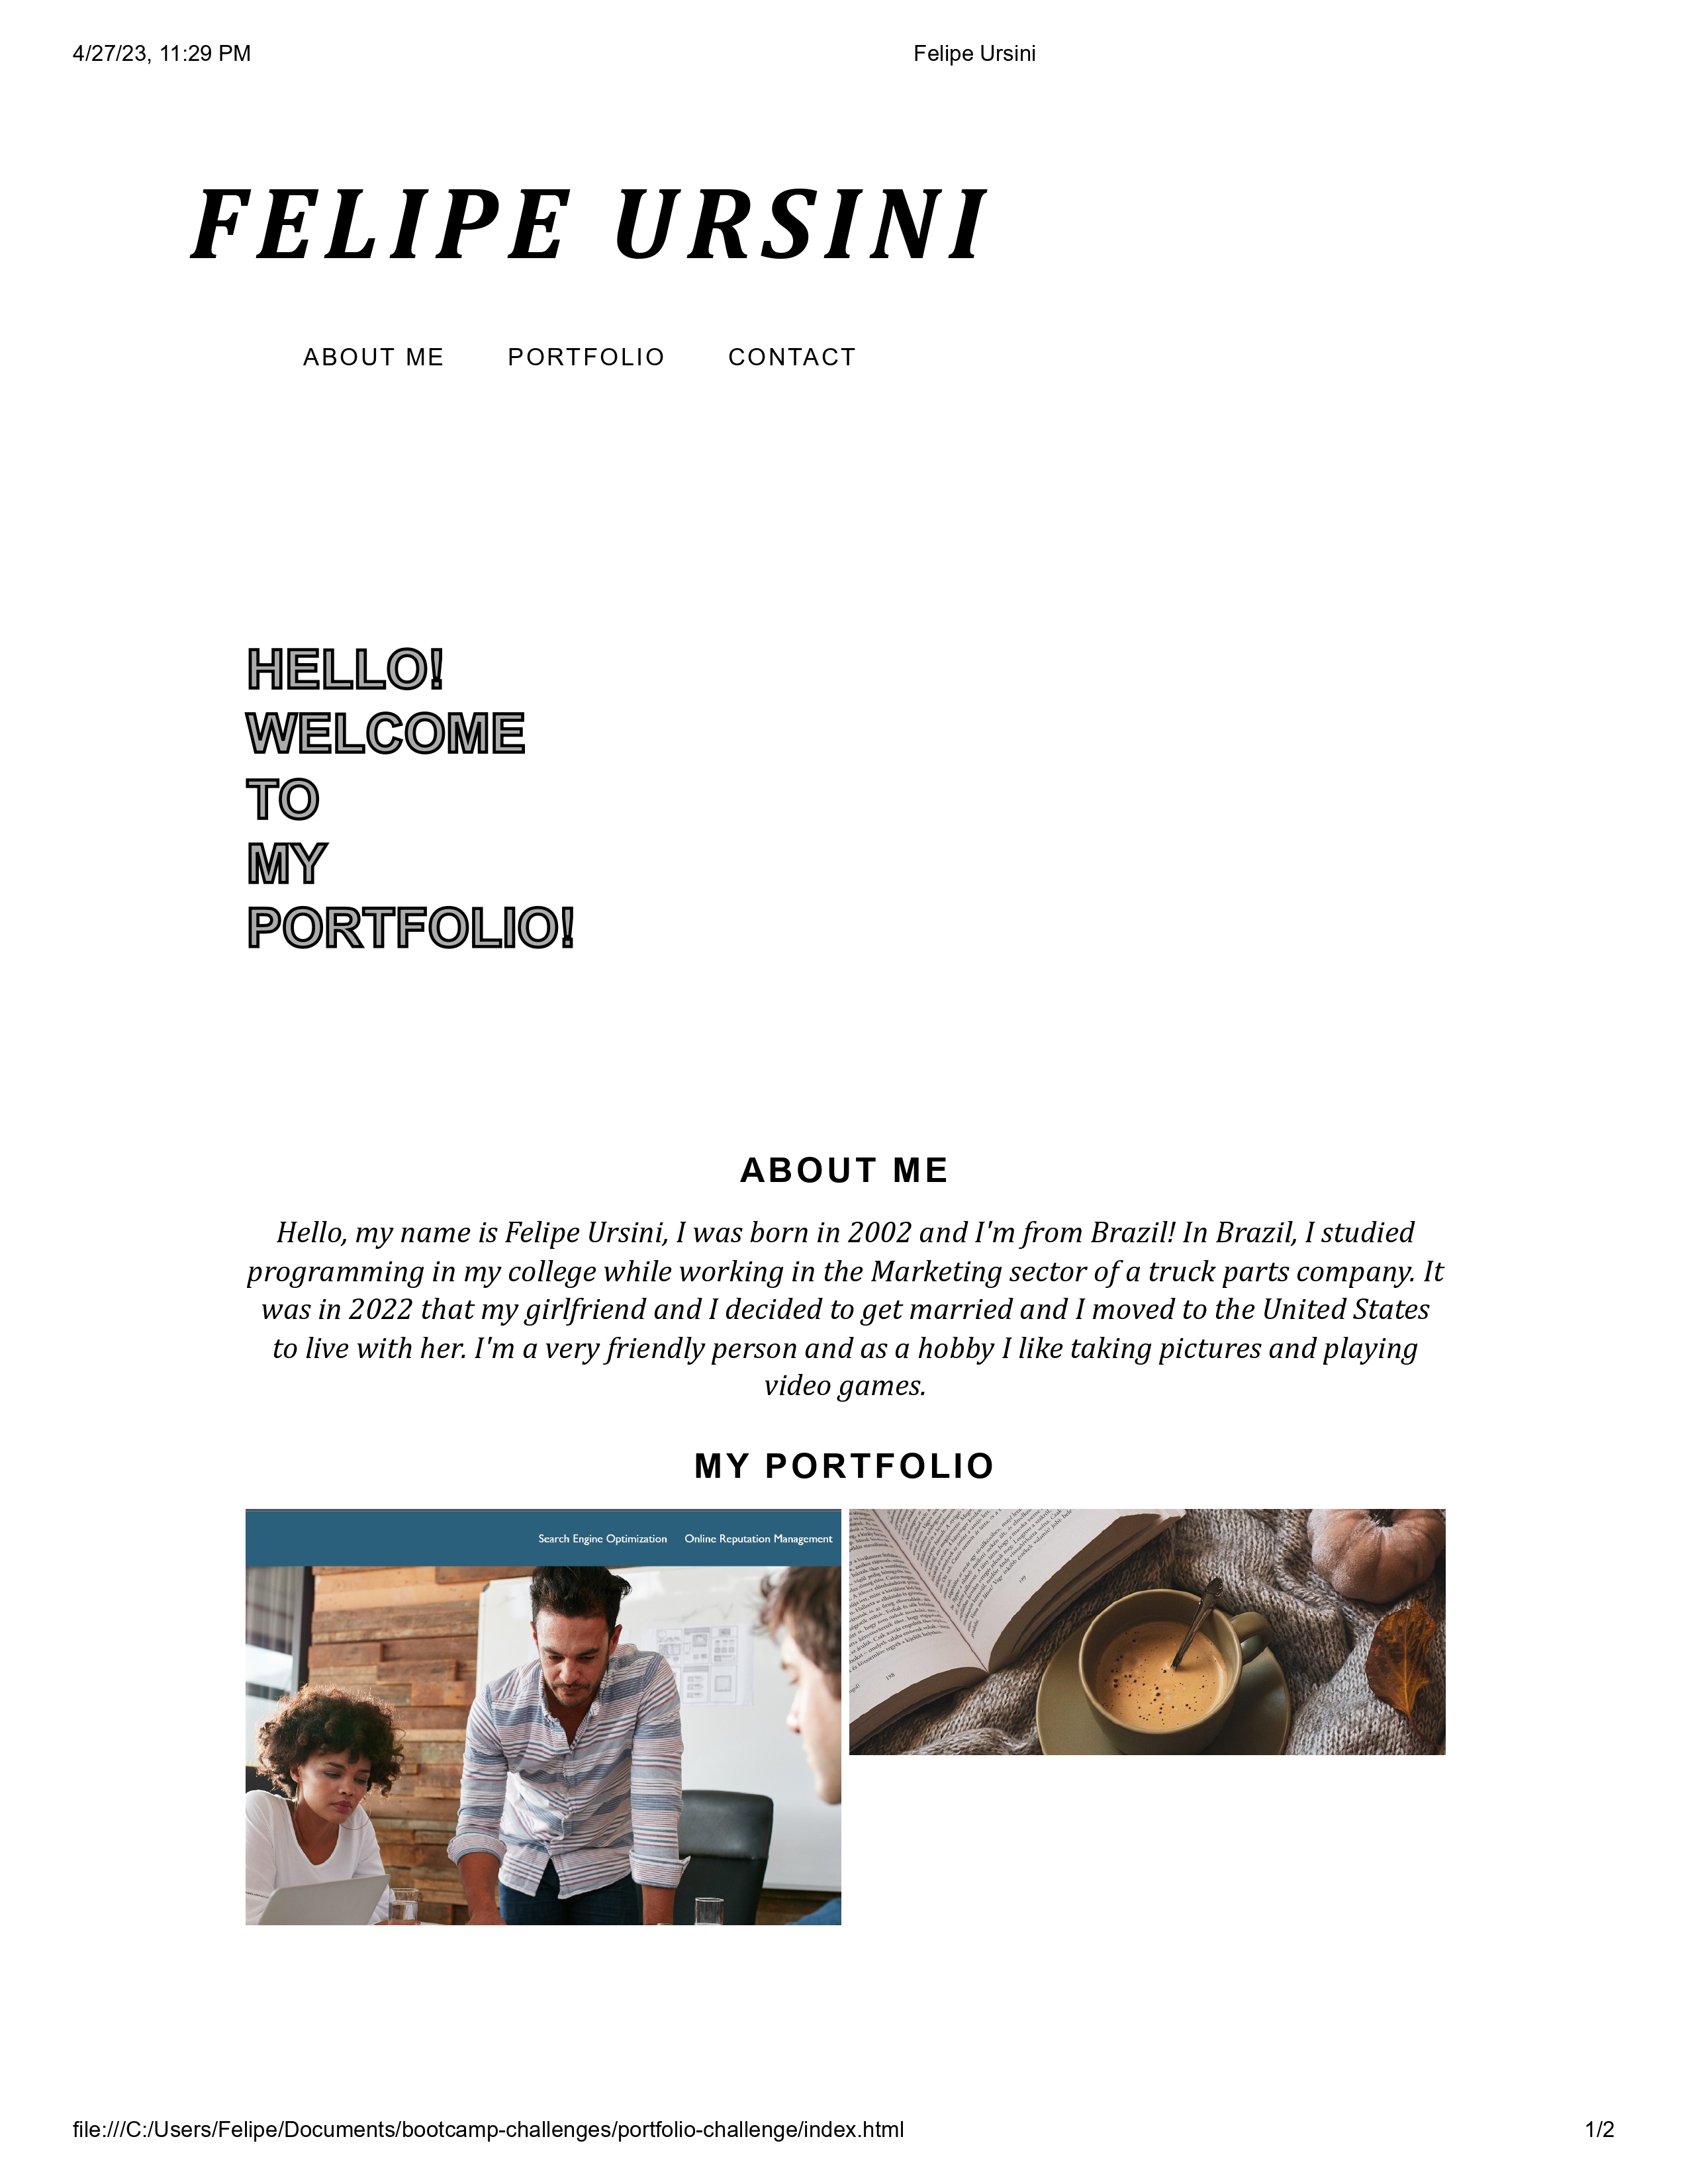 4/27/23, 11:29 PM
Felipe Ursini
FELIPE URSINI
ABOUT ME
PORTFOLIO
CONTACT
HELLO!
WELCOME
TO
MY
PORTFOLIO!
ABOUT ME
Hello, my name is Felipe Ursini, I was born in 2002 and I'm from Brazil! In Brazil, I studied
programming in my college while working in the Marketing sector of a truck parts company. It
was in 2022 that my girlfriend and I decided to get married and I moved to the United States
to live with her. I'm a very friendly person and as a hobby I like taking pictures and playing
video games.
MY PORTFOLIO
Search Engine Optimization
Online Reputation Management
198
199
file:///C:/Users/Felipe/Documents/bootcamp-challenges/portfolio-challenge/index.html
1/2